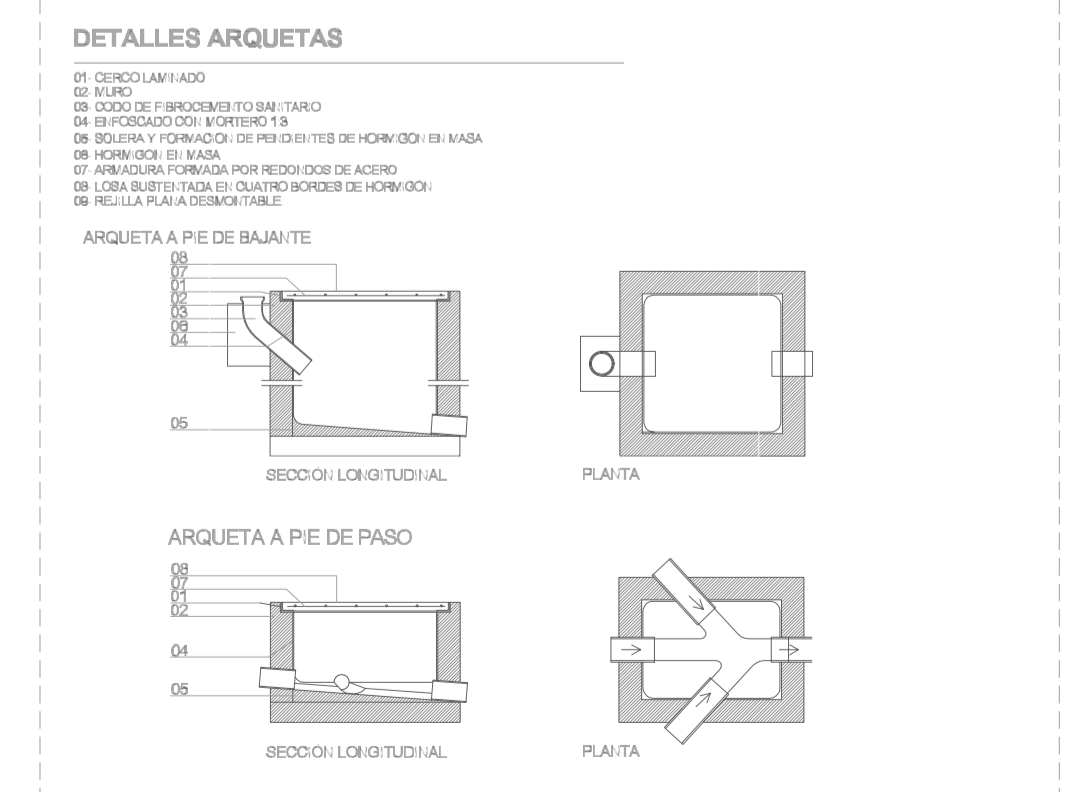 DETALLES ARQUETAS
01- CERCO LAMINADO
02- MURO
03- CODO DE FIBROCEMENTO SANITARIO
04- ENFOSCADO CON MORTERO 1:3
05- SOLERA Y FORMACION DE PENDIENTES DE HORMIGON EN MASA
06- HORMIGON EN MASA
07- ARMADURA FORMADA POR REDONDOS DE ACERO
08- LOSA SUSTENTADA EN CUATRO BORDES DE HORMIGON
09- REJILLA PLANA DESMONTABLE
ARQUETA A PIE DE BAJANTE
08
07
01
02
03
06
04
05
SECCIÓN LONGITUDINAL
PLANTA
ARQUETA A PIE DE PASO
08
07
01
02
04
05
SECCIÓN LONGITUDINAL
PLANTA